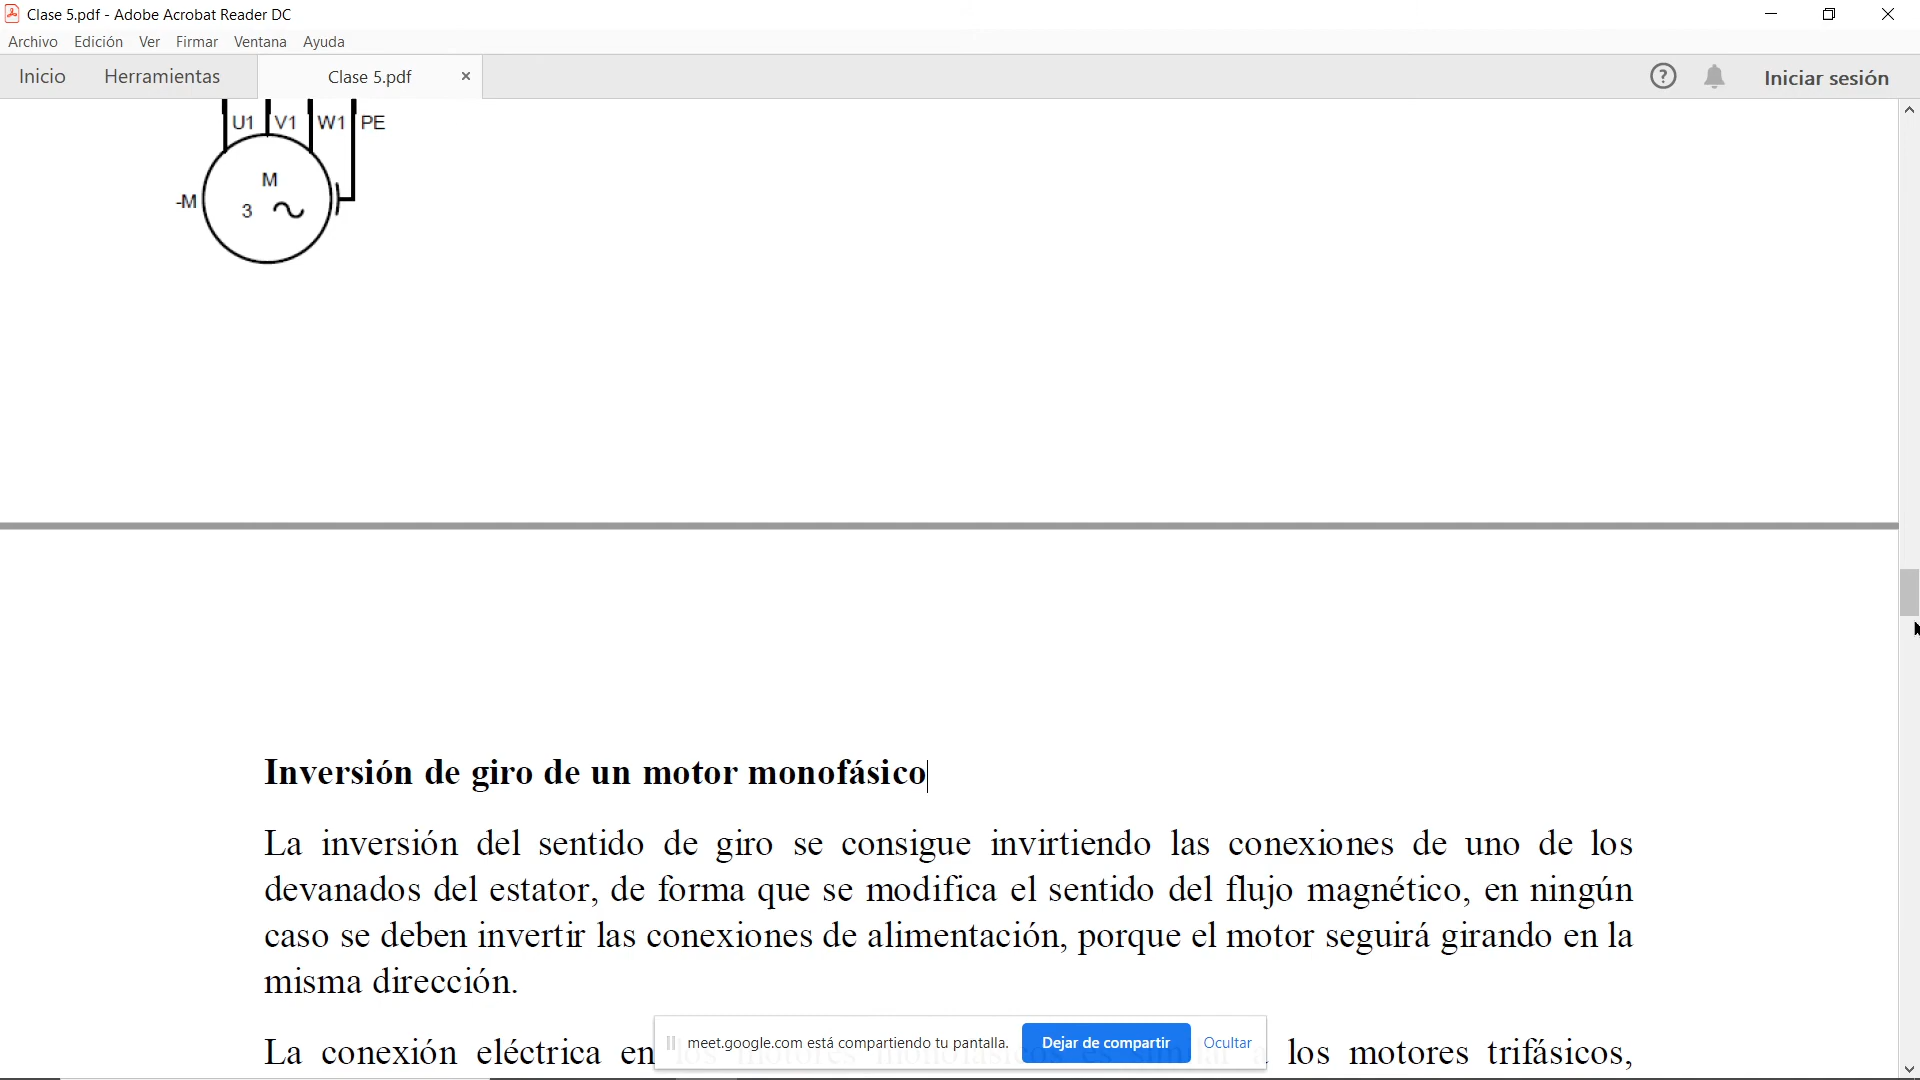 Clase 5.pdf - Adobe Acrobat Reader DC
Archivo Edición Ver Firmar Ventana Ayuda
Inicio Herramientas Clase 5.pdf × ? Iniciar sesión
U1 V1 W1 PE
M
-M
3 ~
Inversión de giro de un motor monofásico
La inversión del sentido de giro se consigue invirtiendo las conexiones de uno de los
devanados del estator, de forma que se modifica el sentido del flujo magnético, en ningún
caso se deben invertir las conexiones de alimentación, porque el motor seguirá girando en la
misma dirección.
La conexión eléctrica en los motores monofásicos es similar a los motores trifásicos,
meet.google.com está compartiendo tu pantalla. Dejar de compartir Ocultar